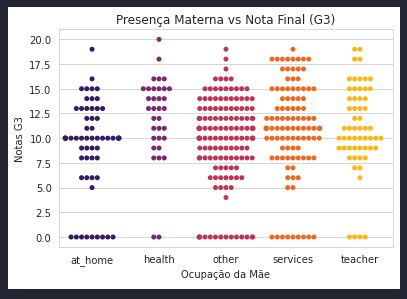 Presença Materna vs Nota Final (G3)
20.0
17.5
15.0
12.5
10.0
7.5
5.0
2.5
0.0
Notas G3
at_home health other services teacher
Ocupação da Mãe